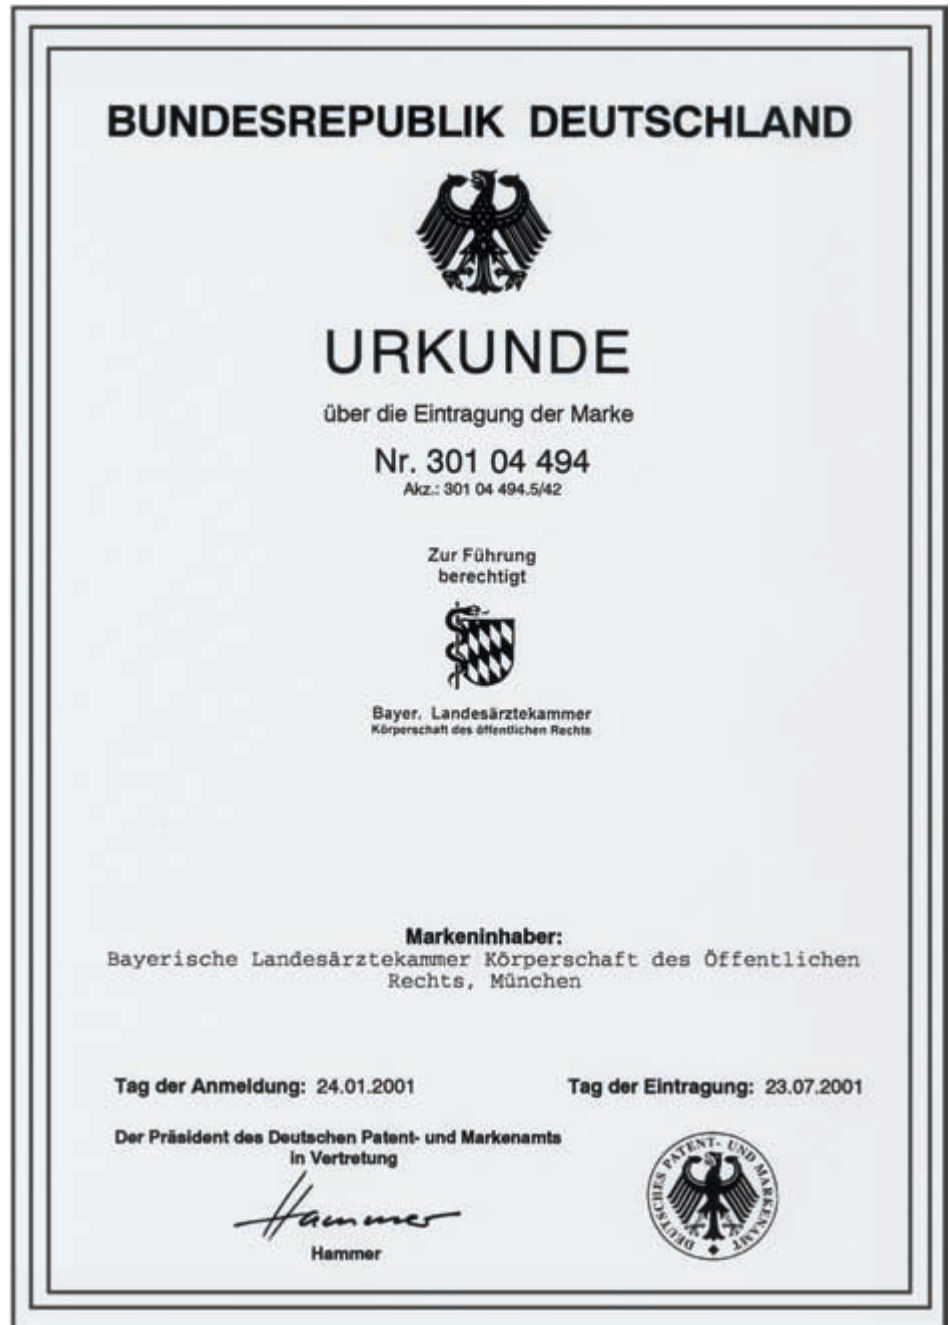 BUNDESREPUBLIK DEUTSCHLAND
URKUNDE
über die Eintragung der Marke
Nr. 301 04 494
Akz.: 301 04 494.5/42
Zur Führung
berechtigt
Bayer. Landesärztekammer
Körperschaft des öffentlichen Rechts
Markeninhaber:
Bayerische Landesärztekammer Körperschaft des Öffentlichen
Rechts, München
Tag der Anmeldung: 24.01.2001
Tag der Eintragung: 23.07.2001
Der Präsident des Deutschen Patent- und Markenamts
in Vertretung
Hammer
Hammer
DEUTSCHES PATENT- UND MARKENAMT